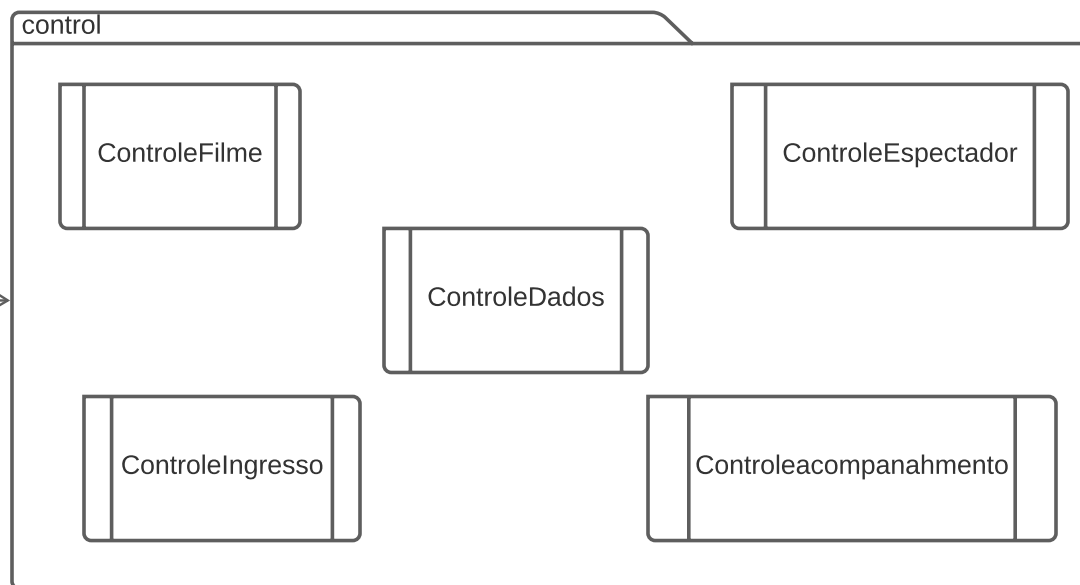 control
ControleFilme
ControleEspectador
ControleDados
ControleIngresso
Controleacompanahmento